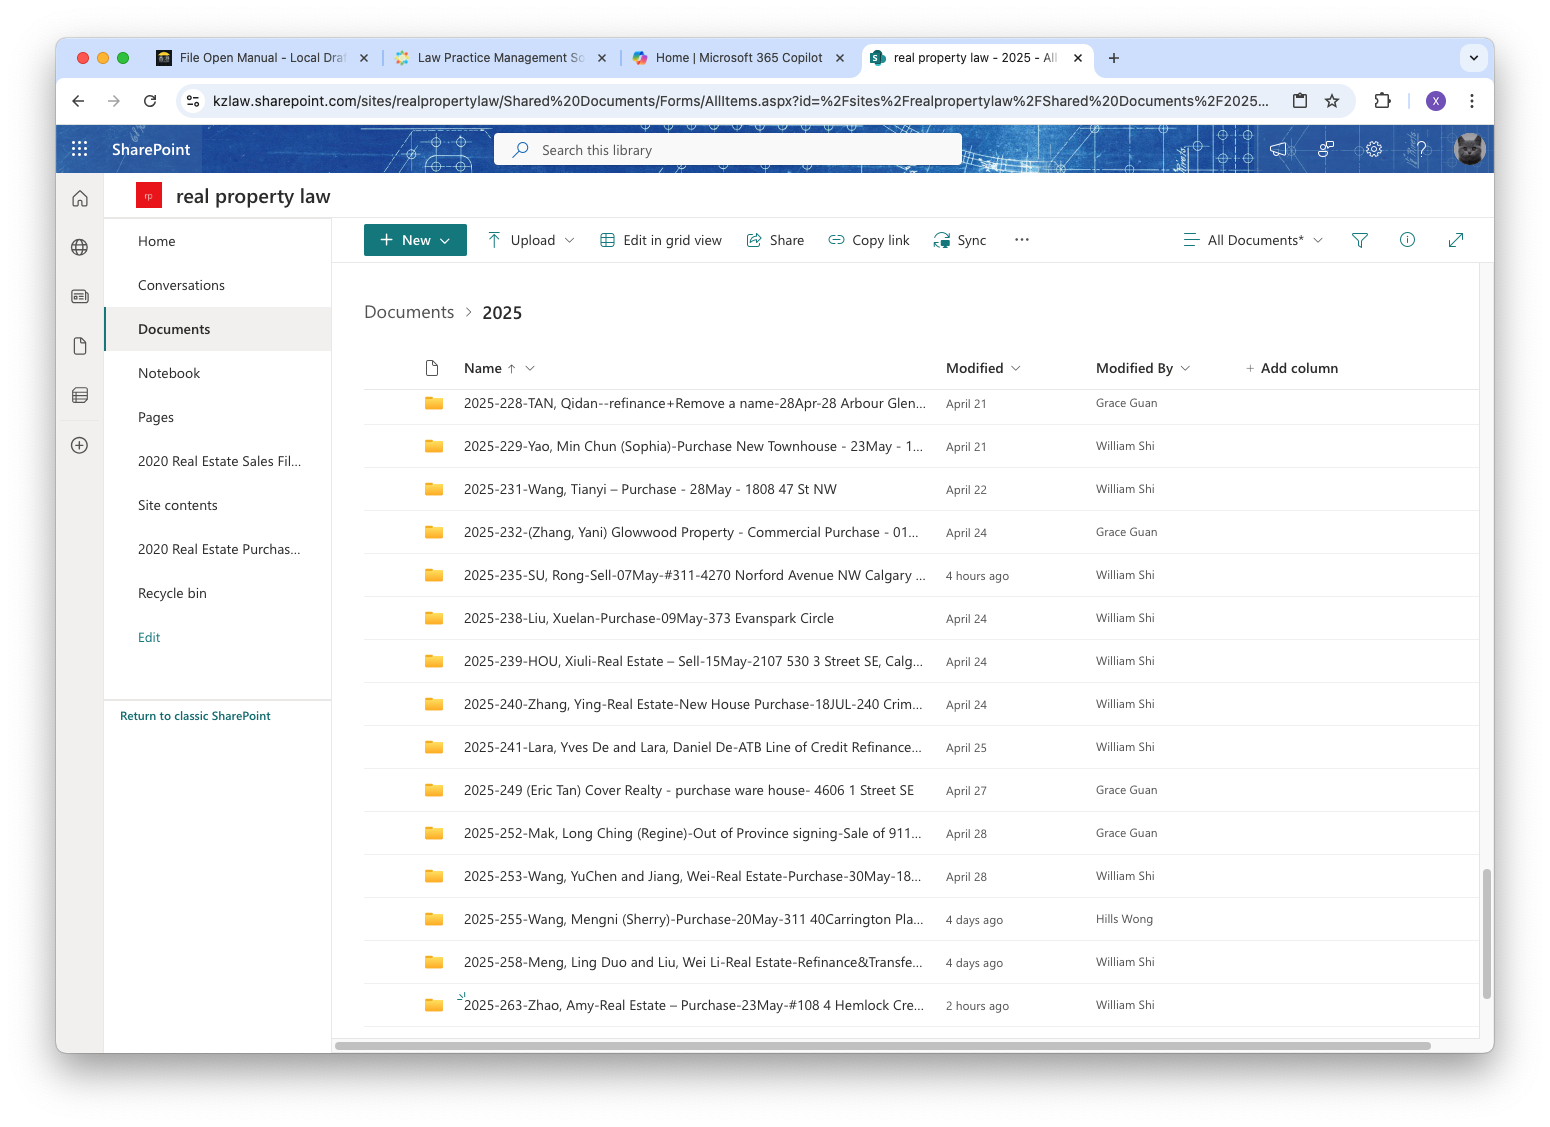 File Open Manual - Local Dra
Law Practice Management So
Home | Microsoft 365 Copilot
real property law - 2025 - All
kzlaw.sharepoint.com/sites/realpropertylaw/Shared%20Documents/Forms/AllItems.aspx?id=%2Fsites%2Frealpropertylaw%2FShared%20Documents%2F2025...
X
SharePoint
Search this library
rp
real property law
Home
Conversations
Documents
Notebook
Pages
2020 Real Estate Sales Fil...
Site contents
2020 Real Estate Purchas...
Recycle bin
Edit
Return to classic SharePoint
New
Upload
Edit in grid view
Share
Copy link
Sync
All Documents*
Documents > 2025
Name
Modified
Modified By
+ Add column
2025-228-TAN, Qidan--refinance+Remove a name-28Apr-28 Arbour Glen... April 21 Grace Guan
2025-229-Yao, Min Chun (Sophia)-Purchase New Townhouse - 23May - 1... April 21 William Shi
2025-231-Wang, Tianyi – Purchase - 28May - 1808 47 St NW April 22 William Shi
2025-232-(Zhang, Yani) Glowwood Property - Commercial Purchase - 01... April 24 Grace Guan
2025-235-SU, Rong-Sell-07May-#311-4270 Norford Avenue NW Calgary ... 4 hours ago William Shi
2025-238-Liu, Xuelan-Purchase-09May-373 Evanspark Circle April 24 William Shi
2025-239-HOU, Xiuli-Real Estate – Sell-15May-2107 530 3 Street SE, Calg... April 24 William Shi
2025-240-Zhang, Ying-Real Estate-New House Purchase-18JUL-240 Crim... April 24 William Shi
2025-241-Lara, Yves De and Lara, Daniel De-ATB Line of Credit Refinance... April 25 William Shi
2025-249 (Eric Tan) Cover Realty - purchase ware house- 4606 1 Street SE April 27 Grace Guan
2025-252-Mak, Long Ching (Regine)-Out of Province signing-Sale of 911... April 28 Grace Guan
2025-253-Wang, YuChen and Jiang, Wei-Real Estate-Purchase-30May-18... April 28 William Shi
2025-255-Wang, Mengni (Sherry)-Purchase-20May-311 40Carrington Pla... 4 days ago Hills Wong
2025-258-Meng, Ling Duo and Liu, Wei Li-Real Estate-Refinance&Transfe... 4 days ago William Shi
2025-263-Zhao, Amy-Real Estate – Purchase-23May-#108 4 Hemlock Cre... 2 hours ago William Shi